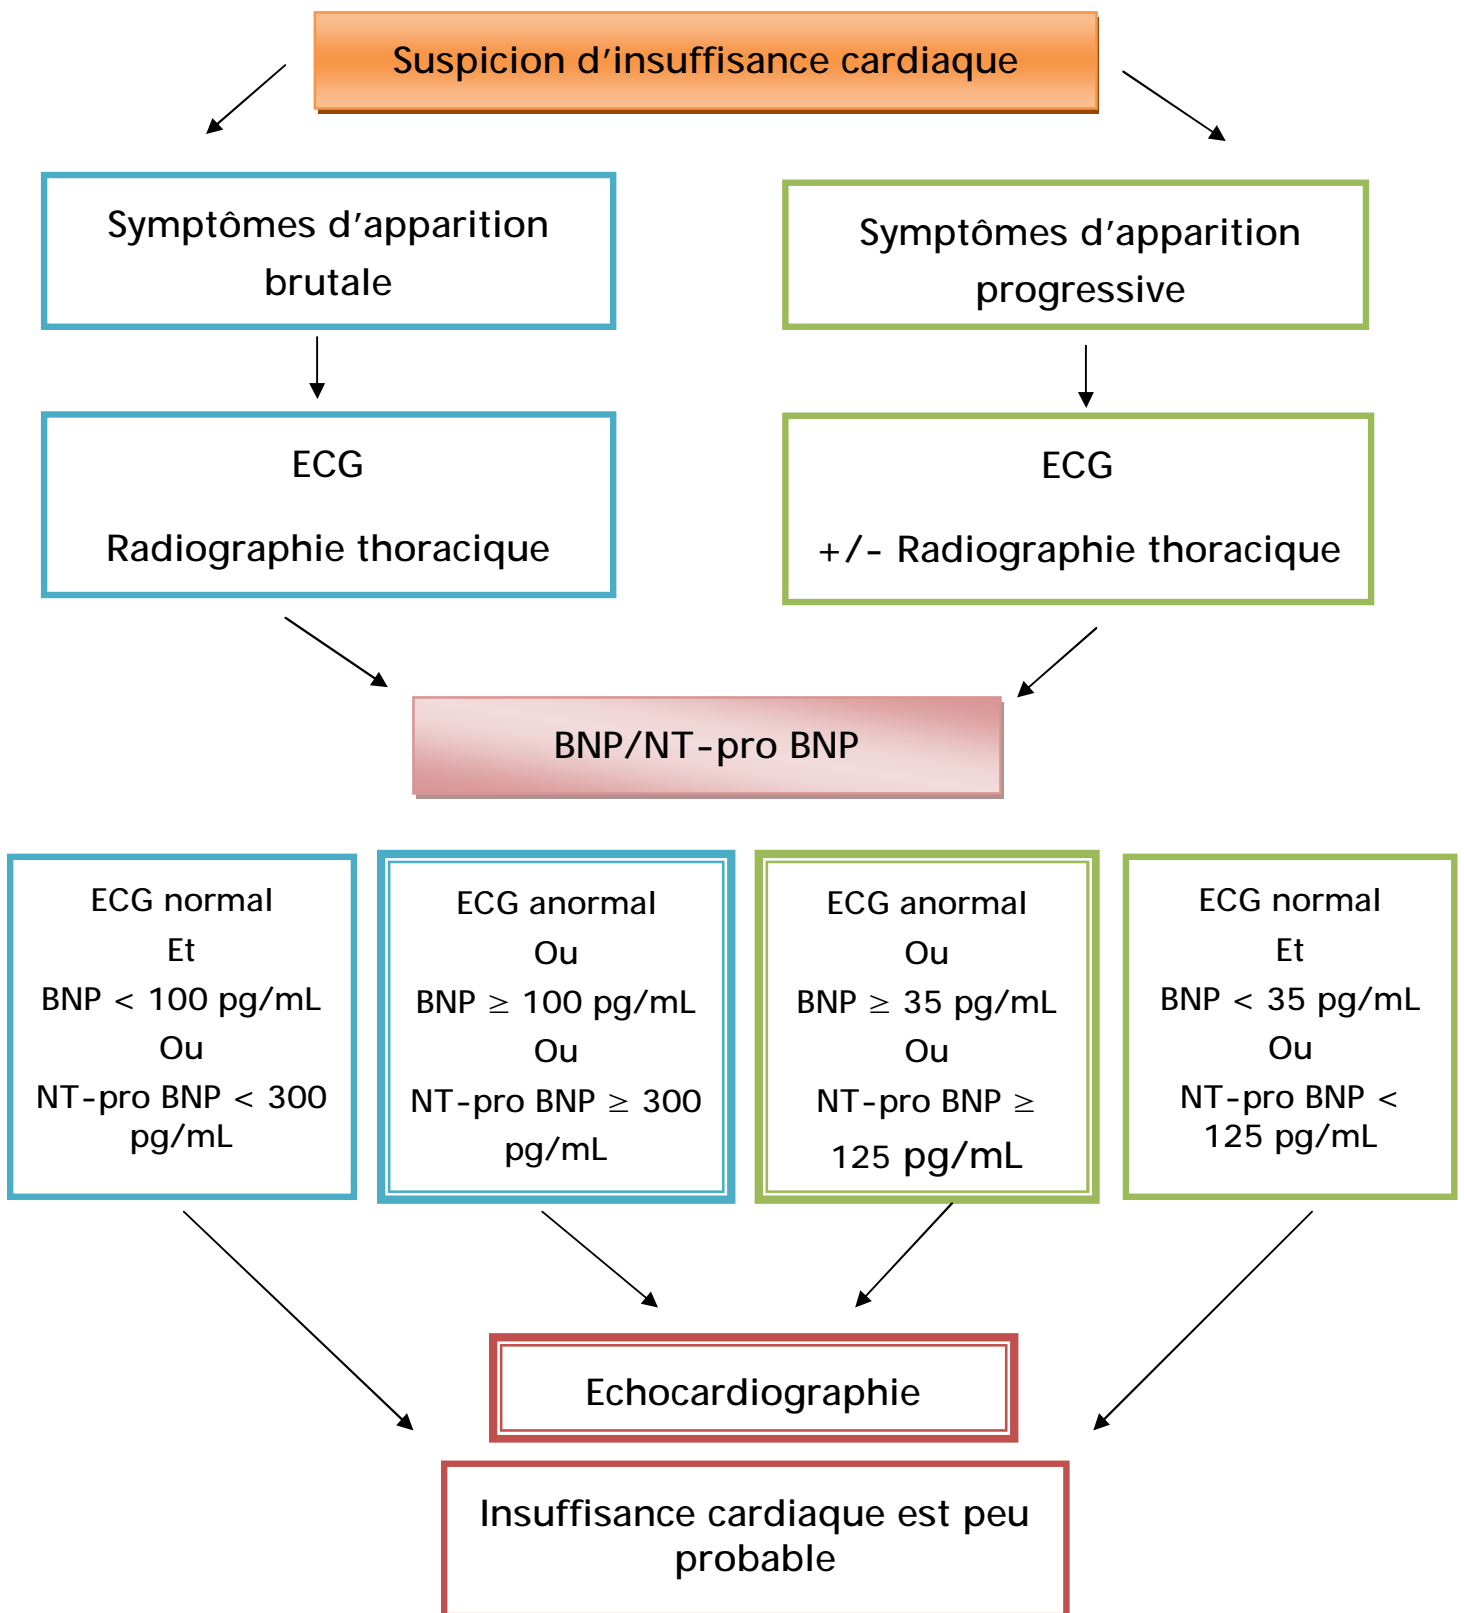 Suspicion d’insuffisance cardiaque
Symptômes d’apparition
brutale
Symptômes d’apparition
progressive
ECG
Radiographie thoracique
ECG
+/- Radiographie thoracique
BNP/NT-pro BNP
ECG normal
Et
BNP < 100 pg/mL
Ou
NT-pro BNP < 300
pg/mL
ECG anormal
Ou
BNP ≥ 100 pg/mL
Ou
NT-pro BNP ≥ 300
pg/mL
ECG anormal
Ou
BNP ≥ 35 pg/mL
Ou
NT-pro BNP ≥
125 pg/mL
ECG normal
Et
BNP < 35 pg/mL
Ou
NT-pro BNP <
125 pg/mL
Echocardiographie
Insuffisance cardiaque est peu
probable